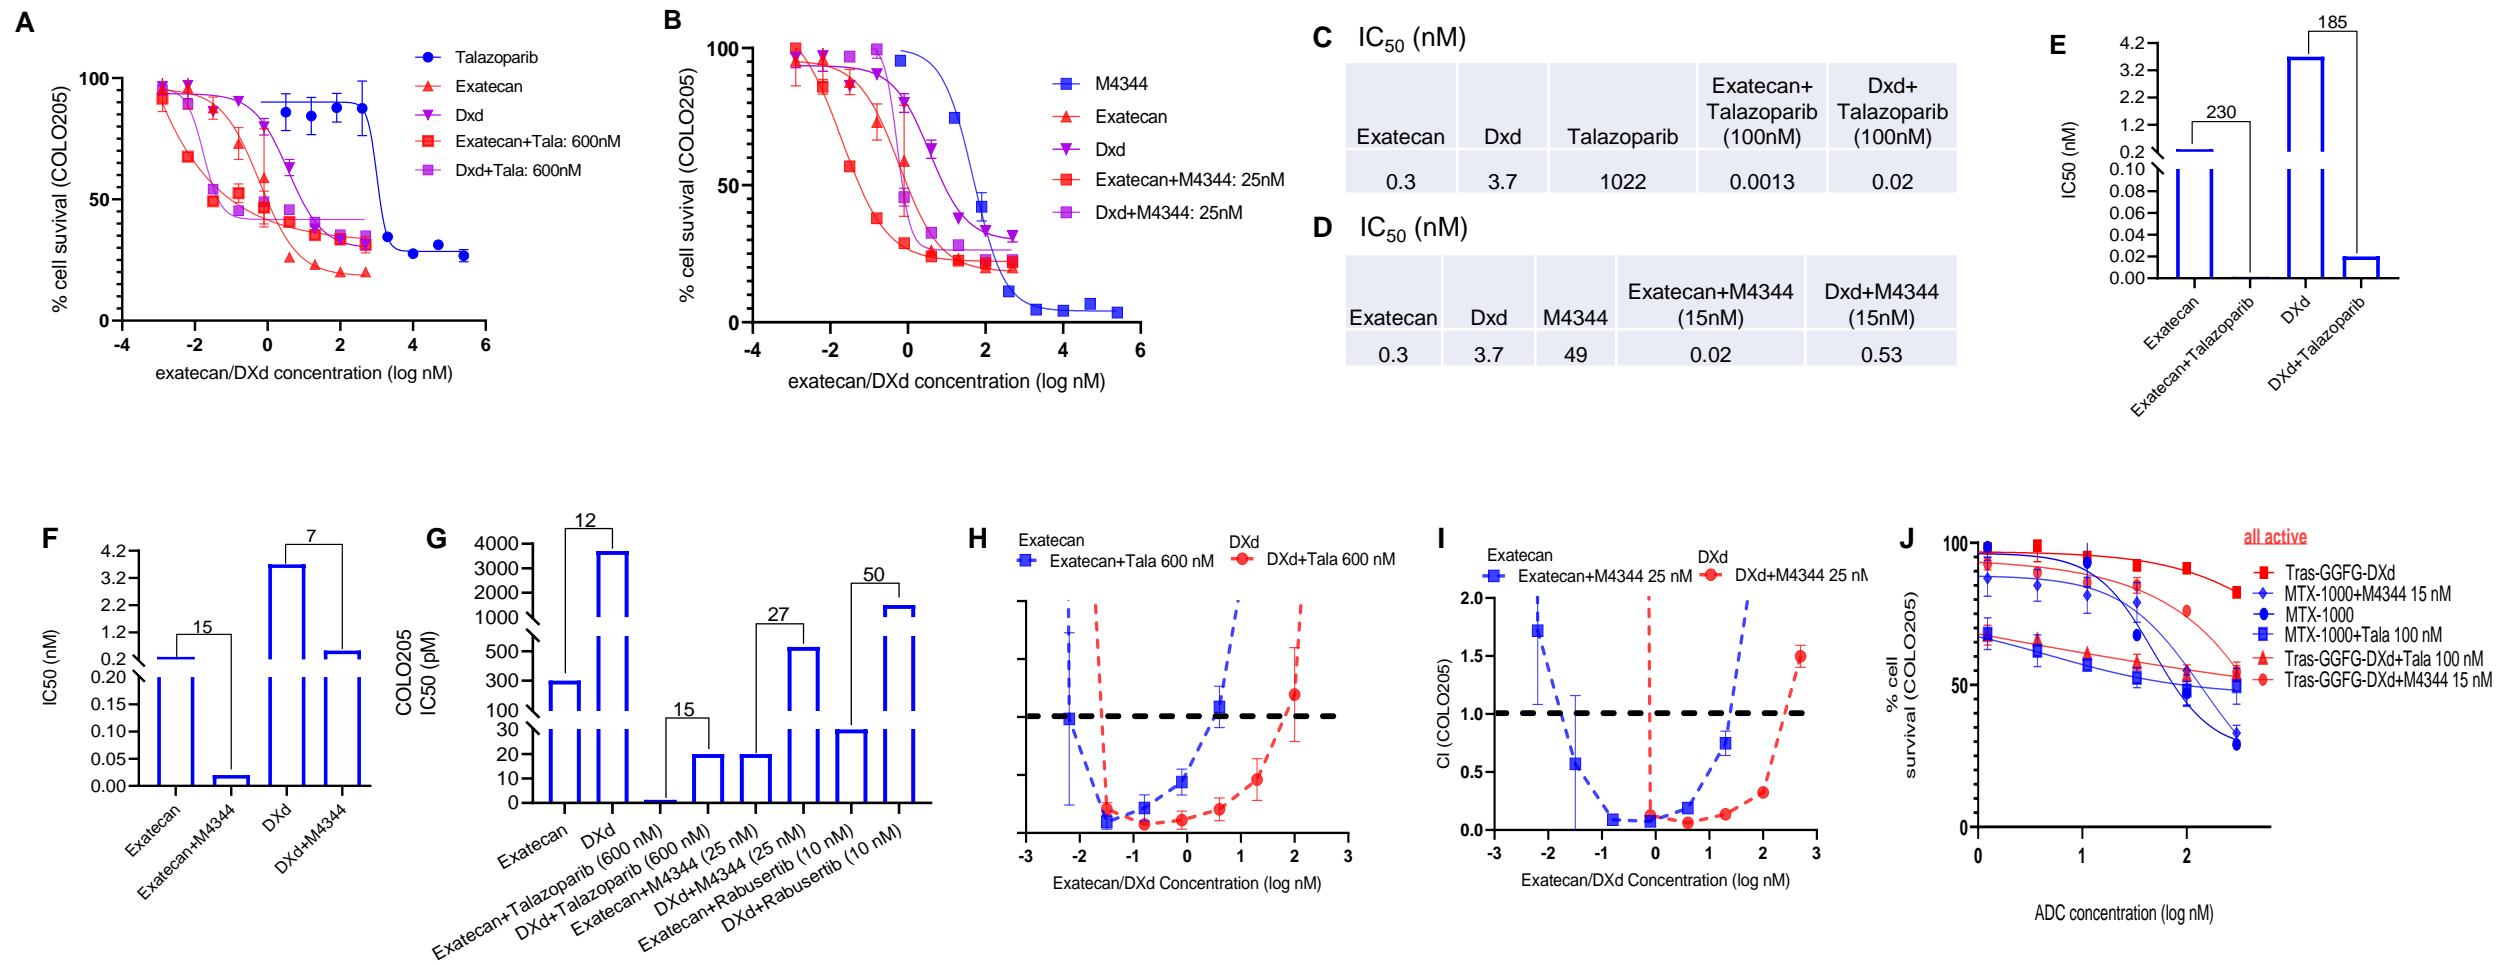 A
100
50
0
-4
-2
0
2
4
6
% cell suvival (COLO205)
exatecan/DXd concentration (log nM)
Talazoparib
Exatecan
Dxd
Exatecan+Tala: 600nM
Dxd+Tala: 600nM
B
100
50
0
-4
-2
0
2
4
6
% cell suvival (COLO205)
exatecan/DXd concentration (log nM)
M4344
Exatecan
Dxd
Exatecan+M4344: 25nM
Dxd+M4344: 25nM
C
IC50 (nM)
Exatecan
Dxd
Talazoparib
Exatecan+
Talazoparib
(100nM)
Dxd+
Talazoparib
(100nM)
0.3
3.7
1022
0.0013
0.02
D
IC50 (nM)
Exatecan
Dxd
M4344
Exatecan+M4344
(15nM)
Dxd+M4344
(15nM)
0.3
3.7
49
0.02
0.53
E
IC50 (nM)
4.2
3.2
2.2
1.2
0.2
0.10
0.08
0.06
0.04
0.02
0.00
230
185
Exatecan
Exatecan+Talazoparib
DXd
DXd+Talazoparib
F
IC50 (nM)
4.2
3.2
2.2
1.2
0.2
0.20
0.15
0.10
0.05
0.00
15
7
Exatecan
Exatecan+M4344
DXd
DXd+M4344
G
COLO205
IC50 (pM)
4000
3000
2000
1000
500
300
100
30
20
10
0
12
15
27
50
Exatecan
DXd
Exatecan+Talazoparib (600 nM)
DXd+Talazoparib (600 nM)
Exatecan+M4344 (25 nM)
DXd+M4344 (25 nM)
Exatecan+Rabusertib (10 nM)
DXd+Rabusertib (10 nM)
H
Exatecan
Exatecan+Tala 600 nM
DXd
DXd+Tala 600 nM
-3
-2
-1
0
1
2
3
Exatecan/DXd Concentration (log nM)
I
Exatecan
Exatecan+M4344 25 nM
DXd
DXd+M4344 25 nM
CI (COLO205)
2.0
1.5
1.0
0.5
0.0
-3
-2
-1
0
1
2
3
Exatecan/DXd Concentration (log nM)
J
% cell
survival (COLO205)
100
50
0
0
1
2
ADC concentration (log nM)
all active
Tras-GGFG-DXd
MTX-1000+M4344 15 nM
MTX-1000
MTX-1000+Tala 100 nM
Tras-GGFG-DXd+Tala 100 nM
Tras-GGFG-DXd+M4344 15 nM